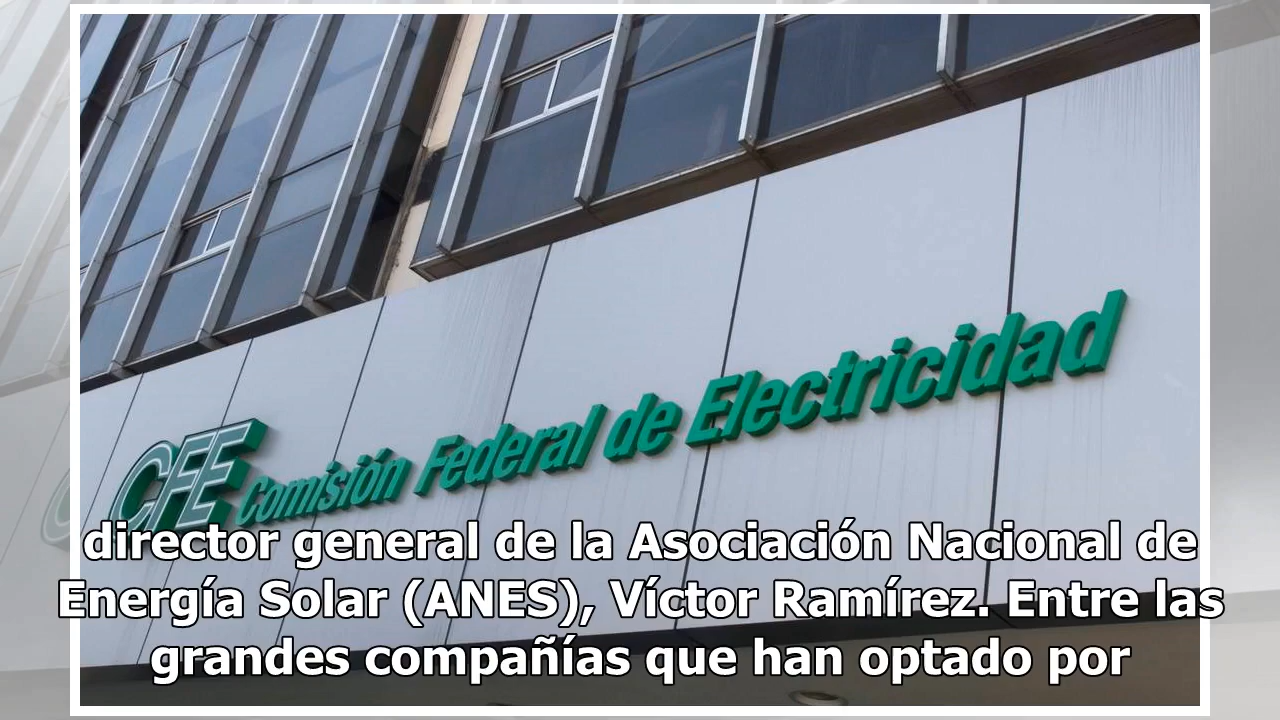 CFE Comisión Federal de Electricidad
director general de la Asociación Nacional de
Energía Solar (ANES), Víctor Ramírez. Entre las
grandes compañías que han optado por